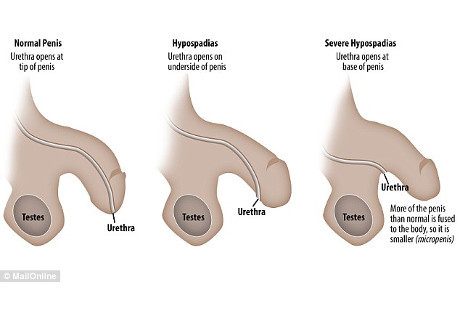 Normal Penis
Urethra opens at
tip of penis
Testes
Urethra
Hypospadias
Urethra opens on
underside of penis
Testes
Urethra
Severe Hypospadias
Urethra opens at
base of penis
Urethra
Testes
More of the penis
than normal is fused
to the body, so it is
smaller (micropenis)
© MailOnline